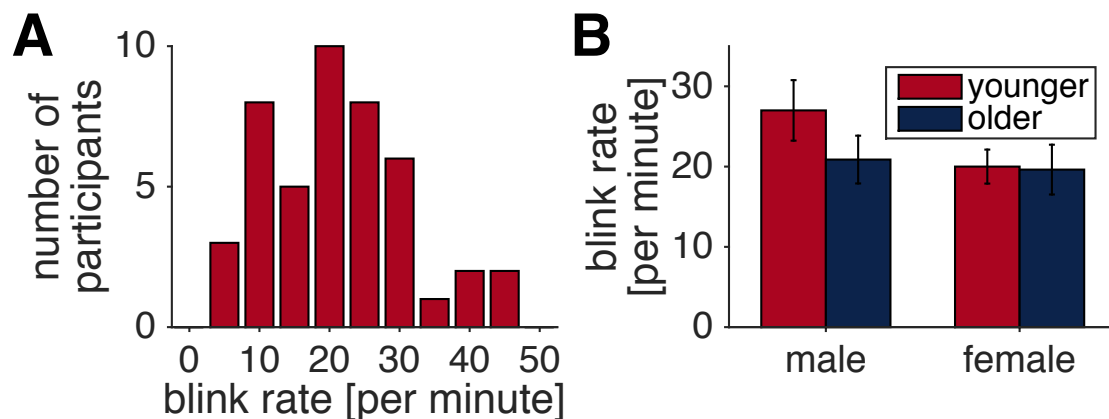 A
number of
participants
10
5
0
0 10 20 30 40 50
blink rate [per minute]
B
blink rate
[per minute]
30
20
10
0
younger
older
male female